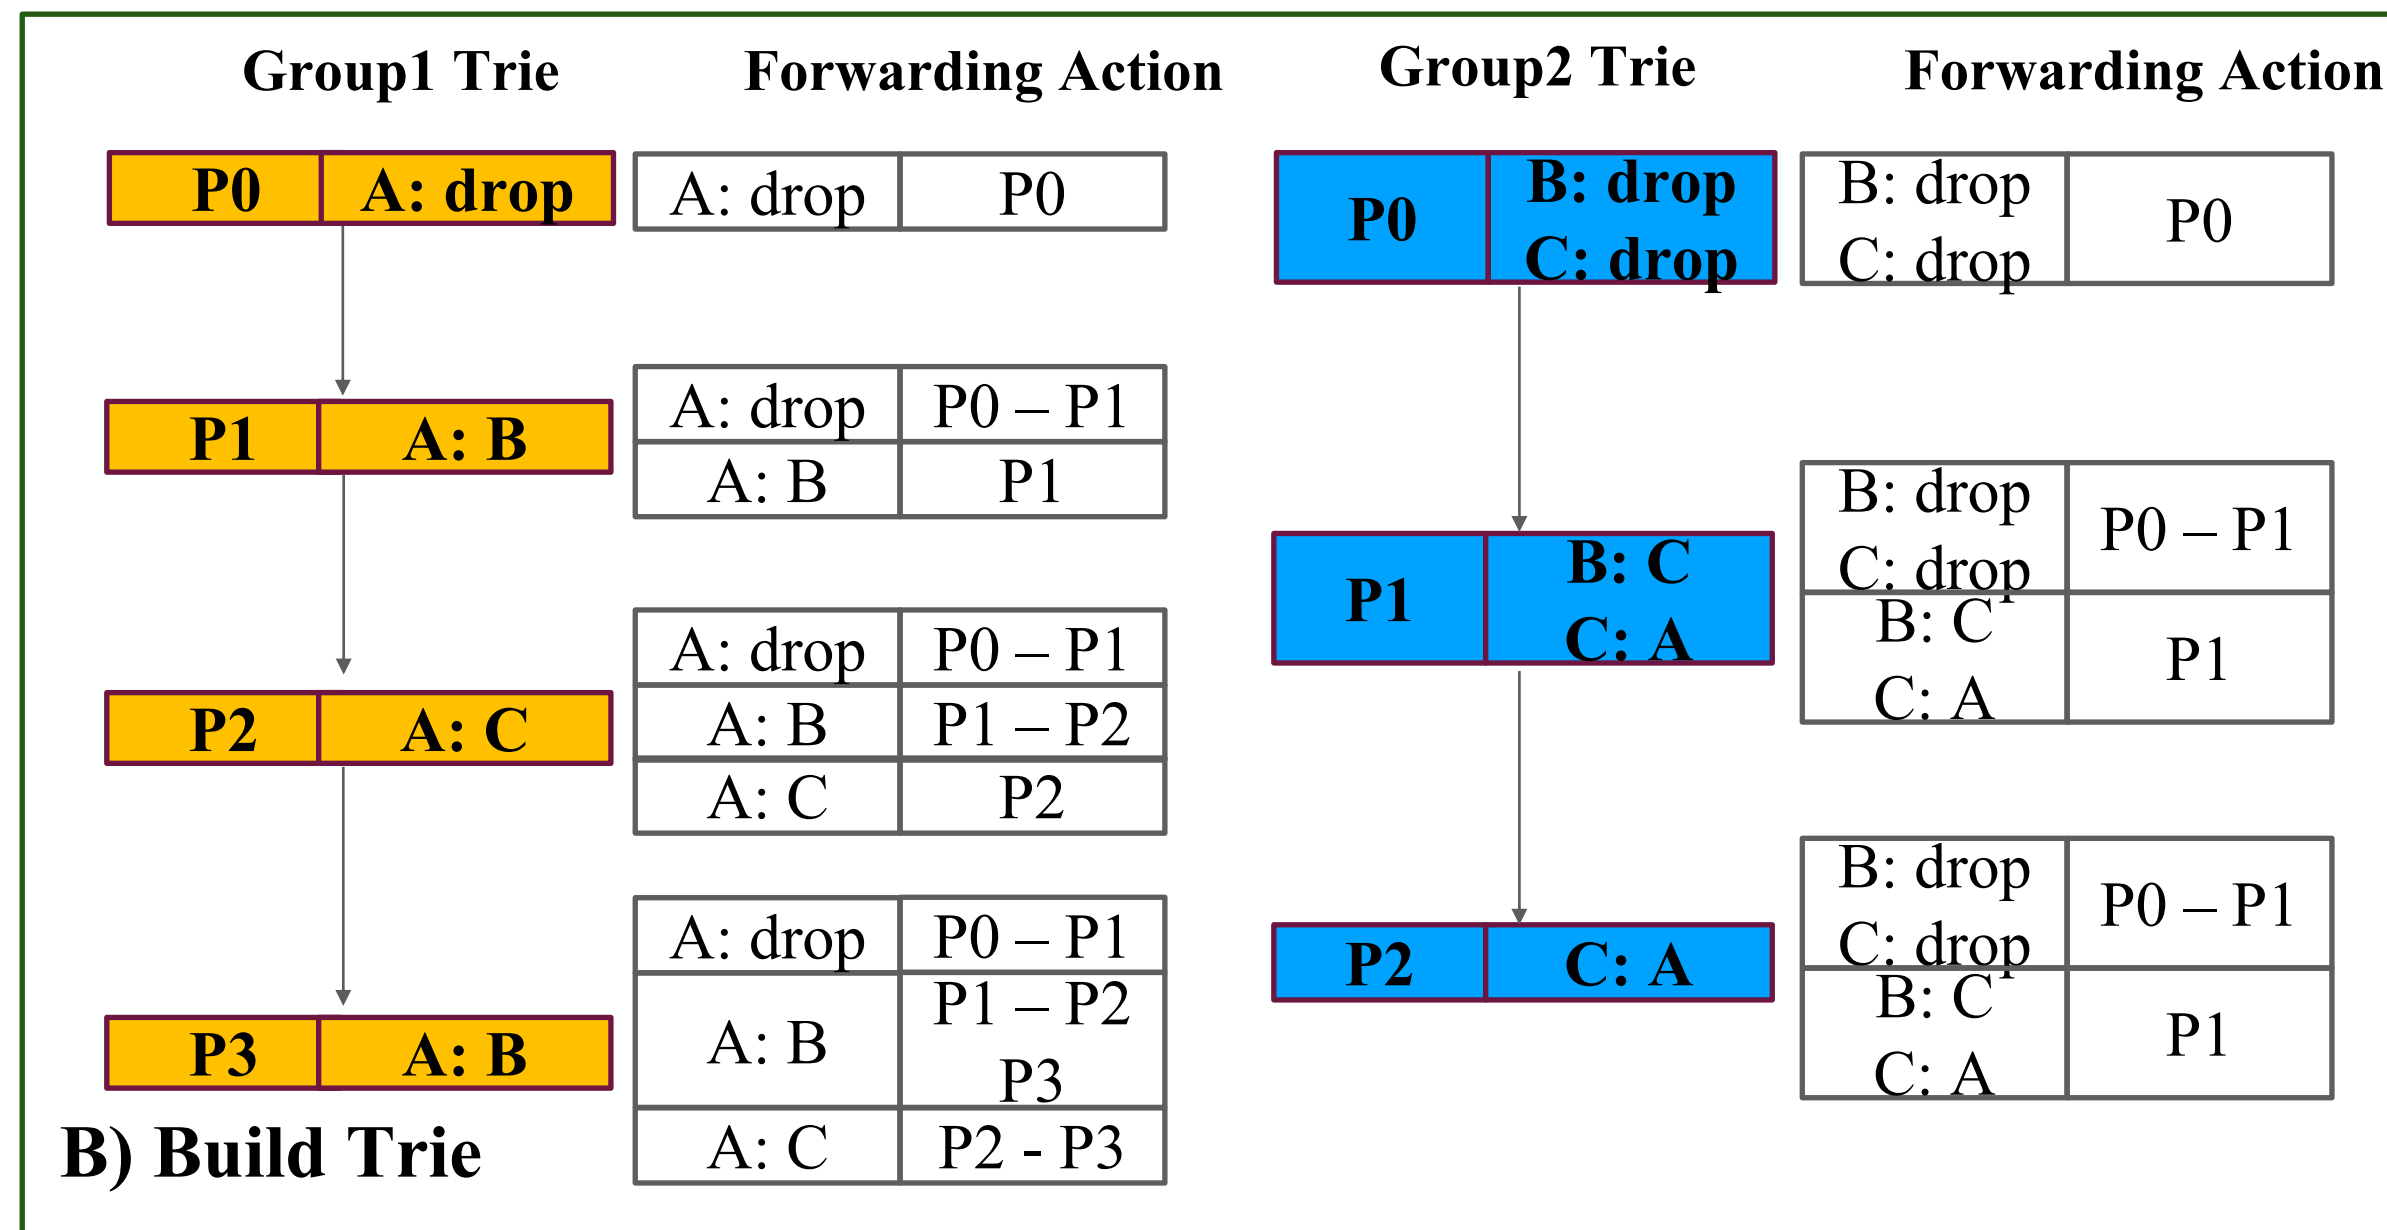 Group1 Trie
Forwarding Action
P0 A: drop
A: drop P0
P1 A: B
A: drop P0 – P1
A: B P1
P2 A: C
A: drop P0 – P1
A: B P1 – P2
A: C P2
P3 A: B
A: drop P0 – P1
A: B P1 – P2
P3
A: C P2 - P3
B) Build Trie
Group2 Trie
Forwarding Action
P0 B: drop
C: drop
B: drop P0
C: drop
P1 B: C
C: A
B: drop P0 – P1
C: drop
B: C P1
C: A
P2 C: A
B: drop P0 – P1
C: drop
B: C P1
C: A